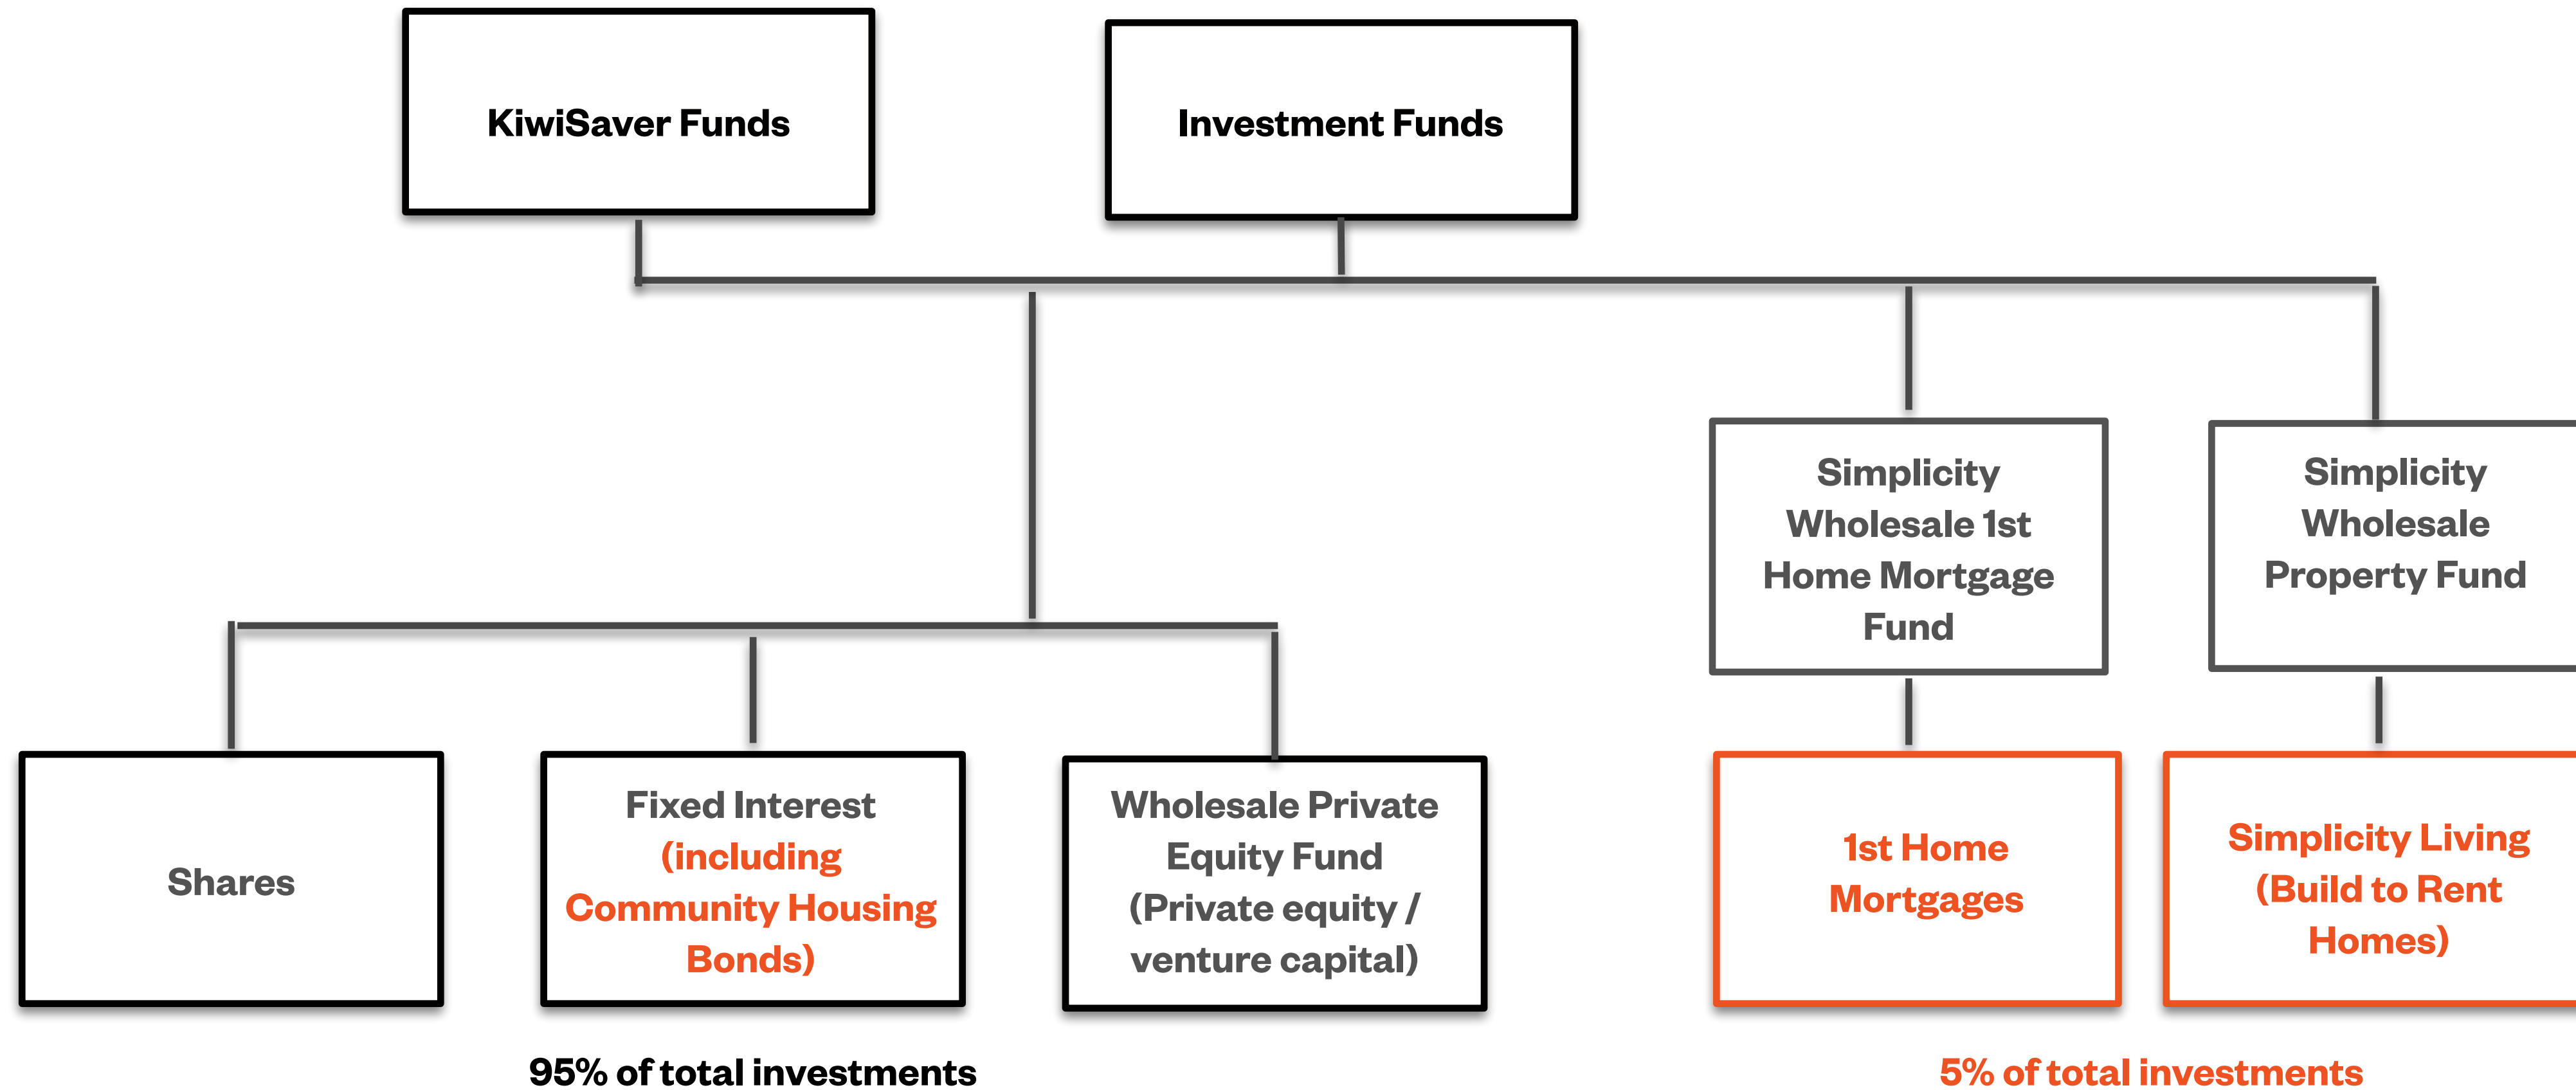 KiwiSaver Funds
Investment Funds
Simplicity
Wholesale 1st
Home Mortgage
Fund
Simplicity
Wholesale
Property Fund
Shares
Fixed Interest
(including
Community Housing
Bonds)
Wholesale Private
Equity Fund
(Private equity /
venture capital)
1st Home
Mortgages
Simplicity Living
(Build to Rent
Homes)
95% of total investments
5% of total investments